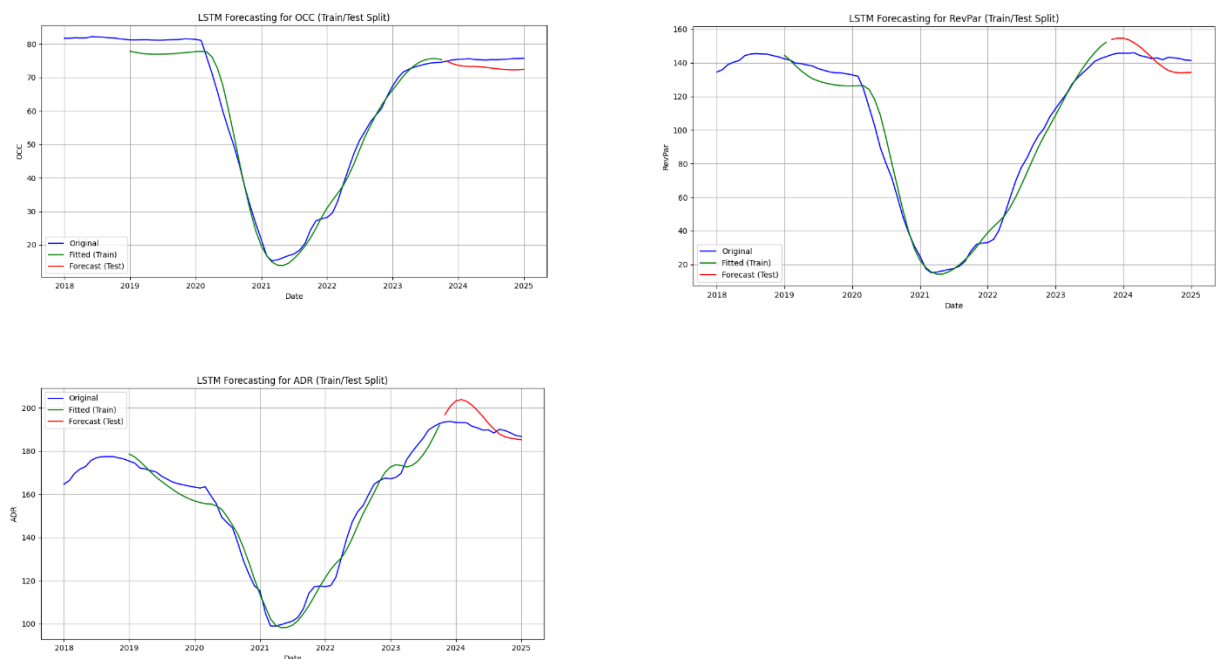 LSTM Forecasting for OCC (Train/Test Split)
80
70
60
50
40
30
20
OCC
Original
Fitted (Train)
Forecast (Test)
2018 2019 2020 2021 2022 2023 2024 2025
Date
LSTM Forecasting for RevPar (Train/Test Split)
160
140
120
100
80
60
40
20
RevPar
Original
Fitted (Train)
Forecast (Test)
2018 2019 2020 2021 2022 2023 2024 2025
Date
LSTM Forecasting for ADR (Train/Test Split)
200
180
160
140
120
100
ADR
Original
Fitted (Train)
Forecast (Test)
2018 2019 2020 2021 2022 2023 2024 2025
Date